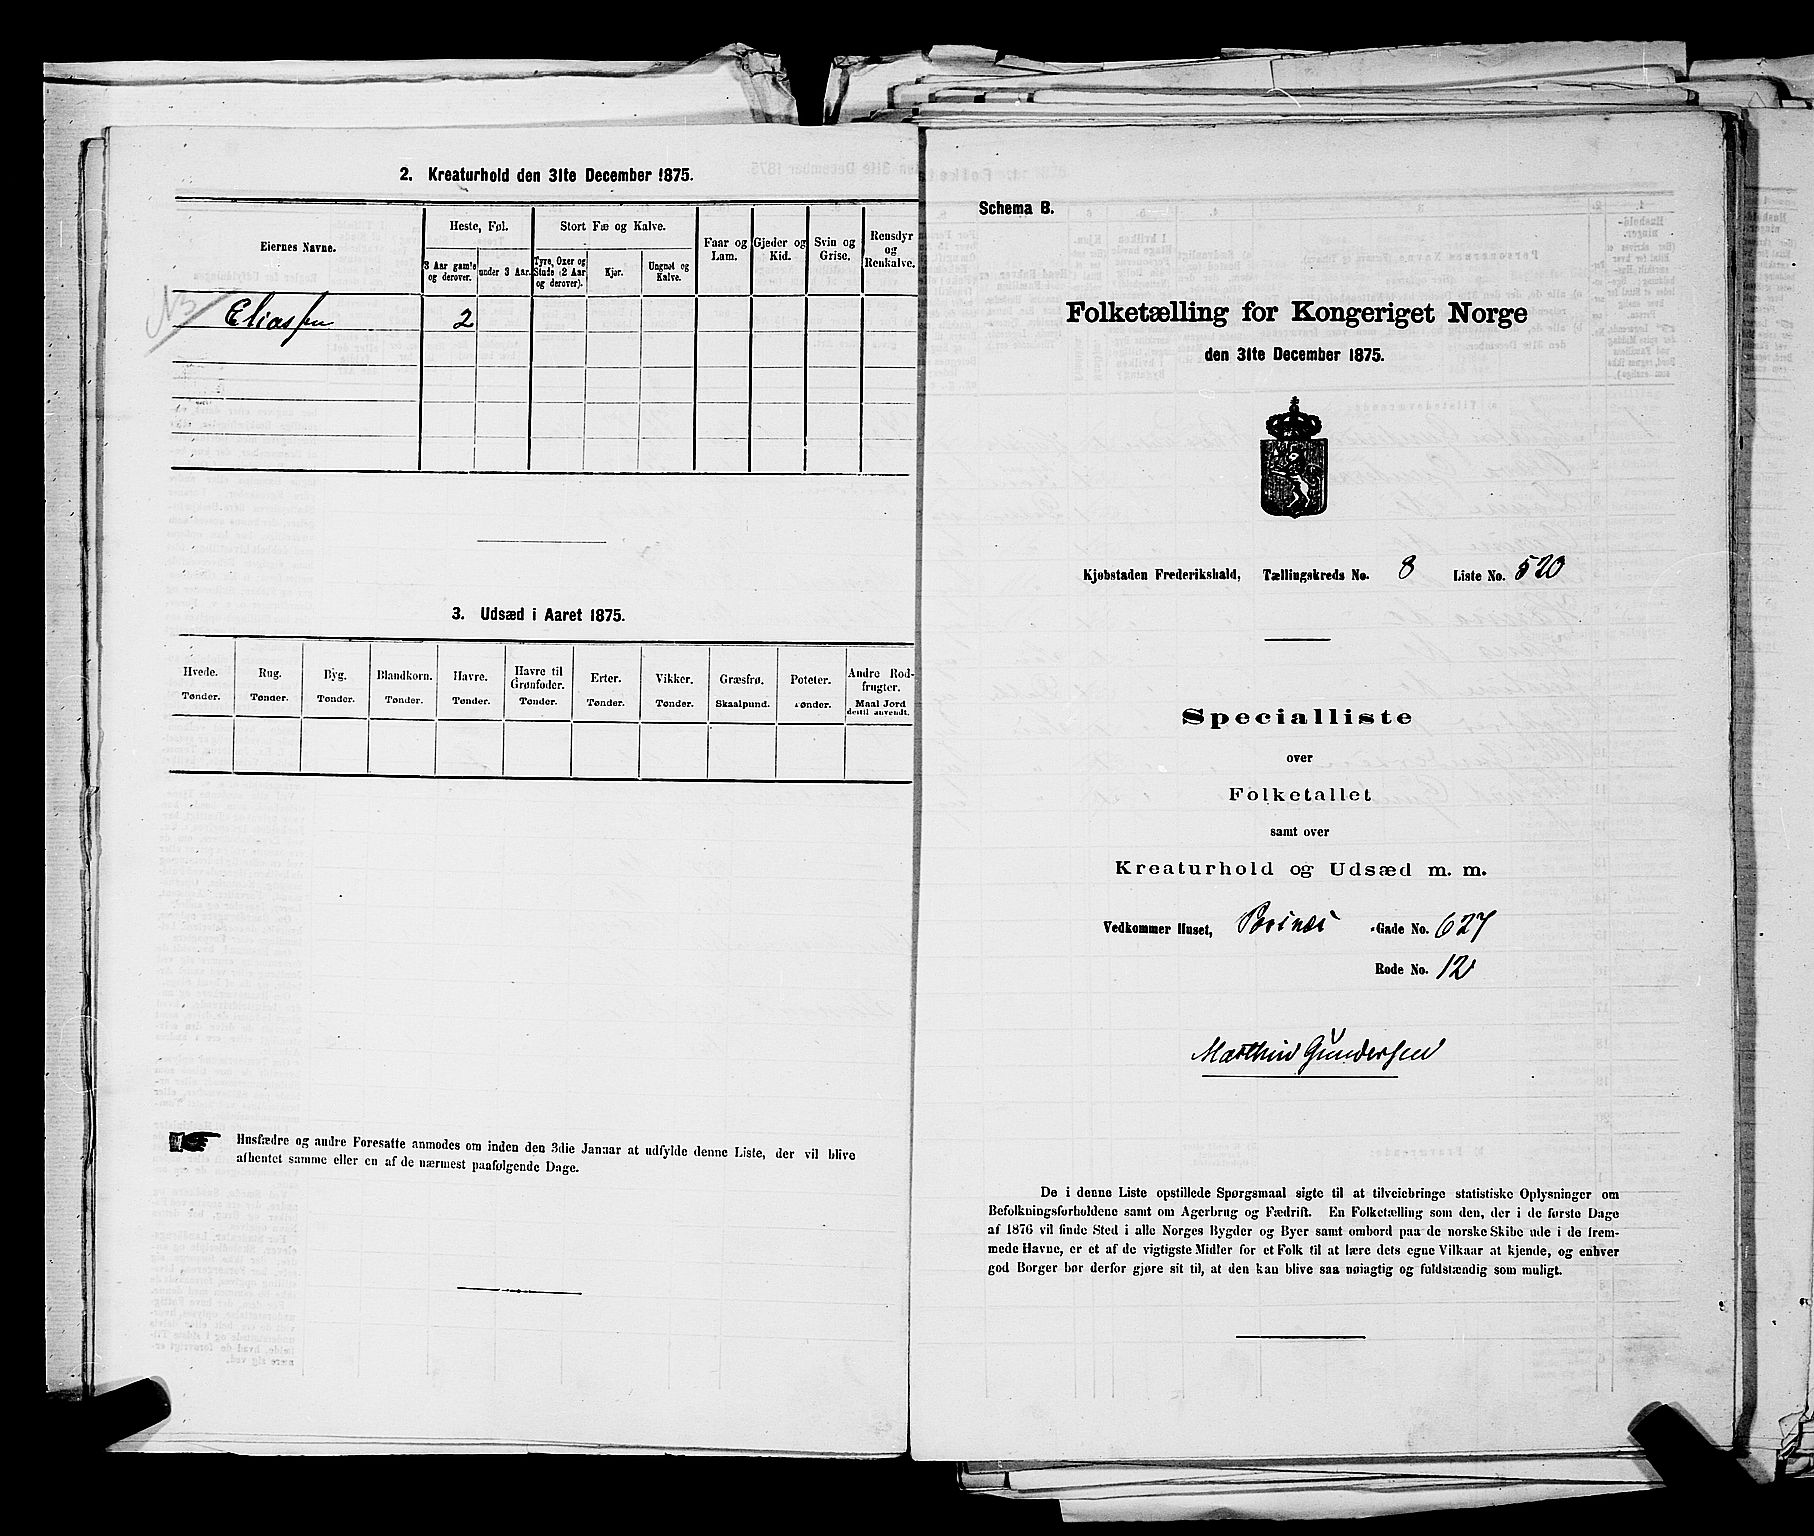 2. Kreaturhold den 31te December 1875.
Eiernes Navne.
Heste, Føl.
Stort Fæ og Kalve.
Faar og Lam.
Gjeder og Kid.
Svin og Grise.
Rensdyr og Renkalve.
3 Aar gamle og derover.
under 3 Aar.
Tyre, Oxer og Stude (2 Aar og derover).
Kjør.
Ungnøt og Kalve.
NB Eliassen 2
3. Udsæd i Aaret 1875.
Hvede. Rug. Byg. Blandkorn. Havre. Havre til Grønfoder. Erter. Vikker. Græsfrø. Poteter. Andre Rodfrugter.
Tønder. Tønder. Tønder. Tønder. Tønder. Tønder. Tønder. Tønder. Skaalpund. Tønder. Maal Jord dertil anvendt.
Husfædre og andre Foresatte anmodes om inden den 3die Januar at udfylde denne Liste, der vil blive
afhentet samme eller en af de nærmest paafølgende Dage.
Schema B.
Folketælling for Kongeriget Norge
den 31te December 1875.
Kjøbstaden Frederikshald, Tællingskreds No. 8 Liste No. 520
Specialliste
over
Folketallet
samt over
Kreaturhold og Udsæd m. m.
Vedkommer Huset, -Gade No. 627
Rode No. 12
Marthin Gundersen
De i denne Liste opstillede Spørgsmaal sigte til at tilveiebringe statistiske Oplysninger om
Befolkningsforholdene samt om Agerbrug og Fædrift. En Folketælling som den, der i de første Dage
af 1876 vil finde Sted i alle Norges Bygder og Byer samt ombord paa de norske Skibe ude i de frem-
mede Havne, er et af de vigtigste Midler for et Folk til at lære dets egne Vilkaar at kjende, og enhver
god Borger bør derfor gjøre sit til, at den kan blive saa nøiagtig og fuldstændig som muligt.